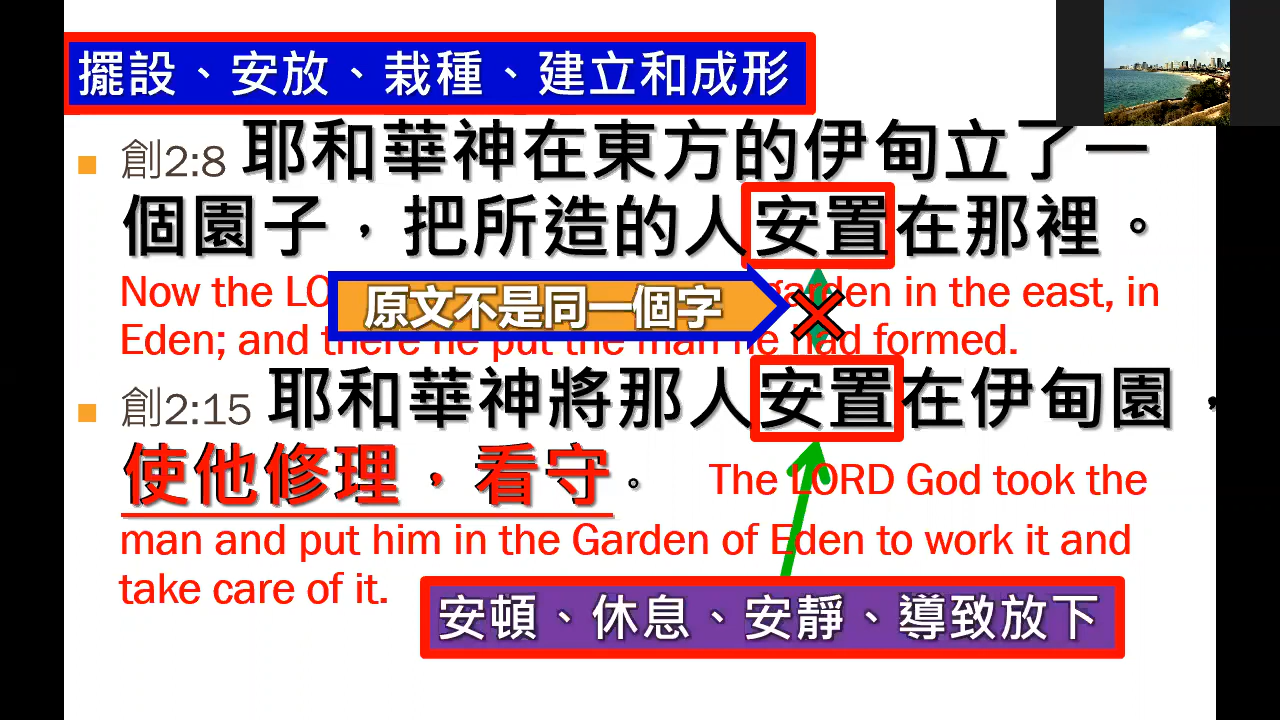 擺設、安放、栽種、建立和成形
創2:8 耶和華神在東方的伊甸立了一
個園子，把所造的人安置在那裡。
Now the LO garden in the east, in
原文不是同一個字
Eden; and there he put the man he had formed.
創2:15 耶和華神將那人安置在伊甸園，
使他修理，看守。 The LORD God took the
man and put him in the Garden of Eden to work it and
take care of it.
安頓、休息、安靜、導致放下